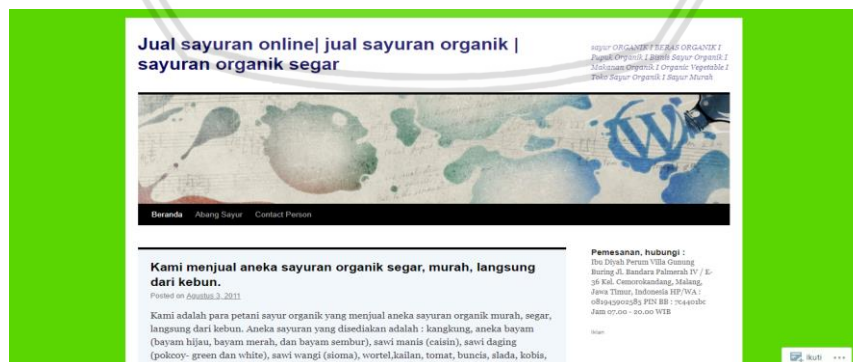 Jual sayuran online| jual sayuran organik |
sayuran organik segar
sayur ORGANIK I BERAS ORGANIK I
Pupuk Organik I Bisnis Sayur Organik I
Makanan Organik I Organic Vegetable I
Toko Sayur Organik I Sayur Murah
Beranda Abang Sayur Contact Person
Kami menjual aneka sayuran organik segar, murah, langsung
dari kebun.
Posted on Agustus 3, 2011
Kami adalah para petani sayur organik yang menjual aneka sayuran organik murah, segar,
langsung dari kebun. Aneka sayuran yang disediakan adalah : kangkung, aneka bayam
(bayam hijau, bayam merah, dan bayam sembur), sawi manis (caisin), sawi daging
(pokcoy- green dan white), sawi wangi (sioma), wortel,kailan, tomat, buncis, slada, kobis,
Pemesanan, hubungi :
Ibu Diyah Perum Villa Gunung
Buring Jl. Bandara Palmerah IV / E-
36 Kel. Cemorokandang, Malang,
Jawa Timur, Indonesia HP/WA :
081945902583 PIN BB :
Jam 07.00 - 20.00 WIB
Iklan
Ikuti ...